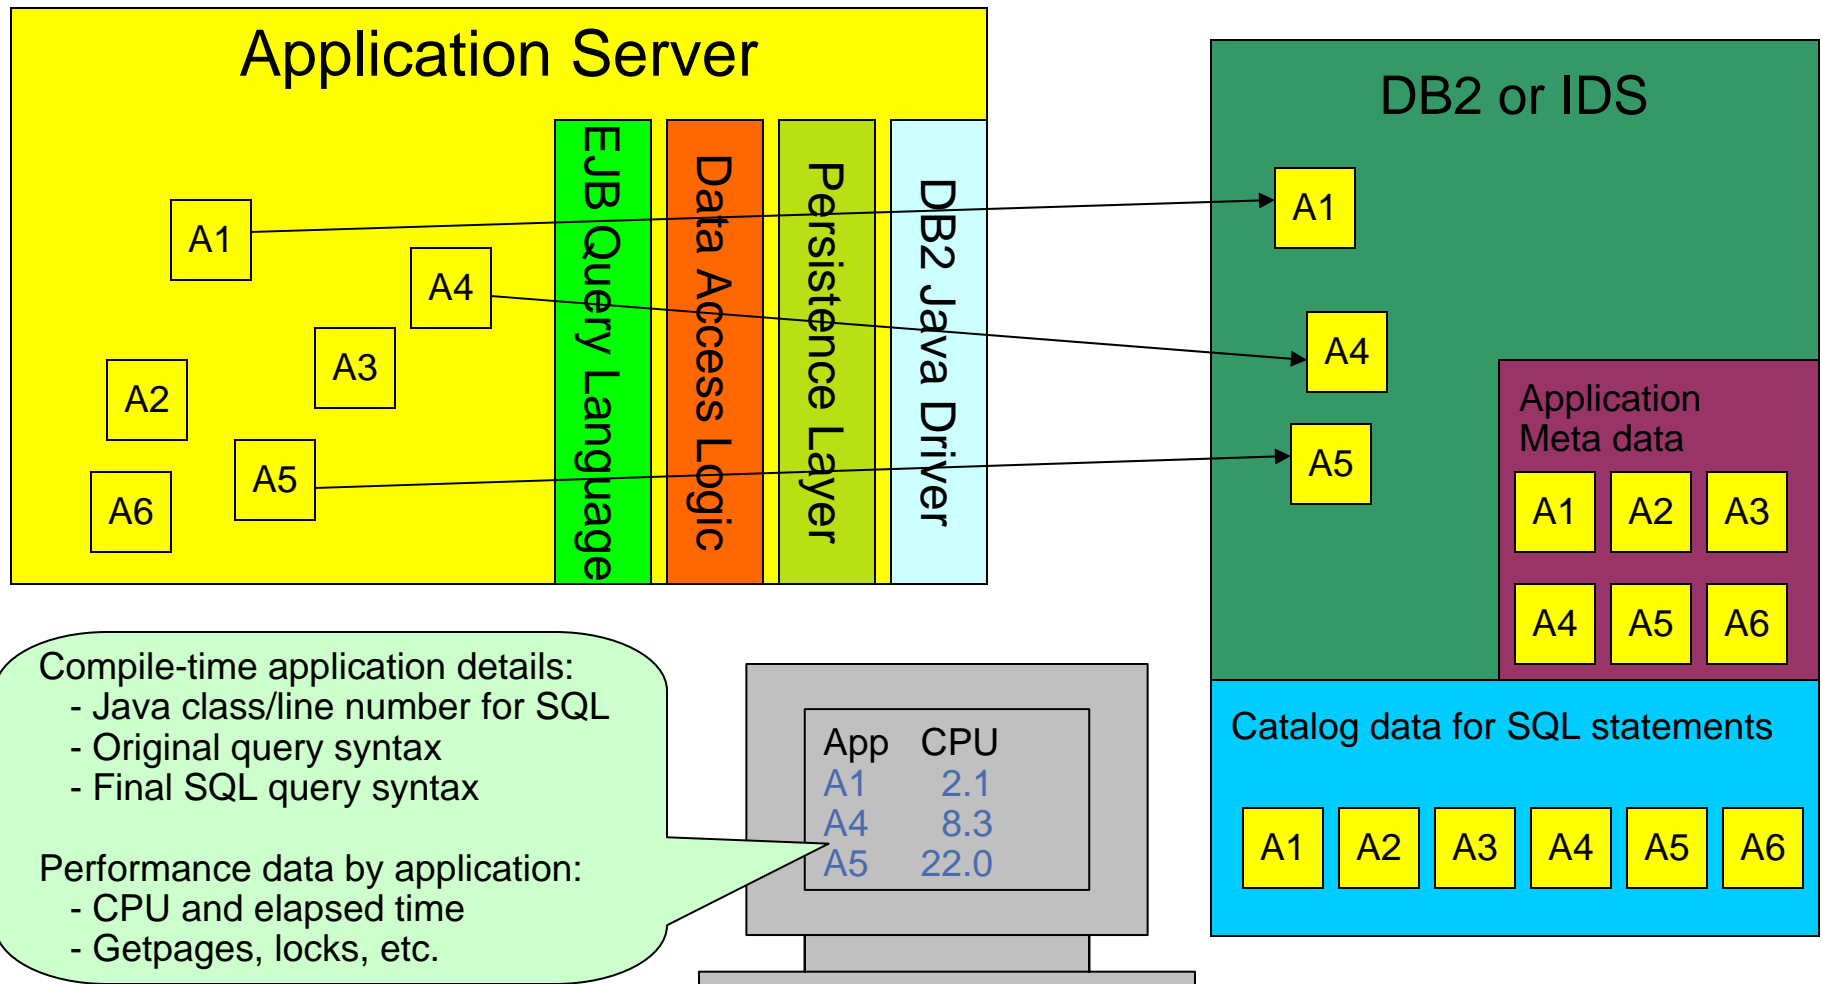 Application Server
EJB Query Language
Data Access Logic
Persistence Layer
DB2 Java Driver
A1
A4
A3
A2
A5
A6
DB2 or IDS
A1
A4
A5
Application
Meta data
A1 A2 A3
A4 A5 A6
Catalog data for SQL statements
A1 A2 A3 A4 A5 A6
Compile-time application details:
- Java class/line number for SQL
- Original query syntax
- Final SQL query syntax
Performance data by application:
- CPU and elapsed time
- Getpages, locks, etc.
App CPU
A1 2.1
A4 8.3
A5 22.0